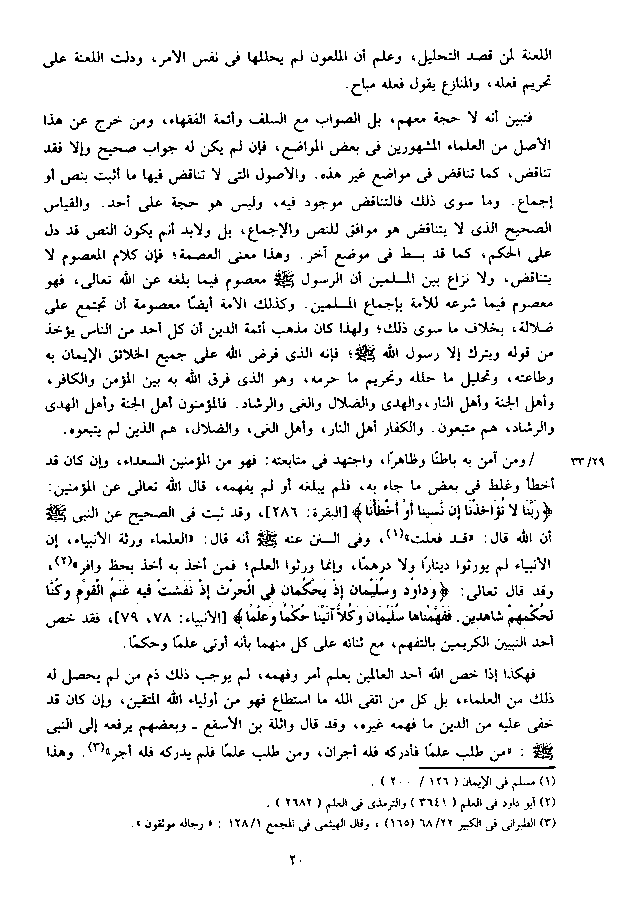 اللعنة لمن قصد التحليل، وعلم أن الملعون لم يحللها فى نفس الأمر، ودلت اللعنة على
تحريم فعله، والمنازع يقول فعله مباح.
فتبين أنه لا حجة معهم، بل الصواب مع السلف وأئمة الفقهاء، ومن خرج عن هذا
الأصل من العلماء المشهورين فى بعض المواضع، فإن لم يكن له جواب صحيح وإلا فقد
تناقض، كما تناقض فى مواضع غير هذه. والأصول التى لا تناقض فيها ما أثبت بنص أو
إجماع. وما سوى ذلك فالتناقض موجود فيه، وليس هو حجة على أحد. والقياس
الصحيح الذى لا يتناقض هو موافق للنص والإجماع، بل ولابد أنم يكون النص قد دل
على الحكم، كما قد بسط فى موضع آخر. وهذا معنى العصمة؛ فإن كلام المعصوم لا
يتناقض، ولا نزاع بين المسلمين أن الرسول ﷺ معصوم فيما بلغه عن الله تعالى، فهو
معصوم فيما شرعه للأمة بإجماع المسلمين. وكذلك الأمة أيضًا معصومة أن تجتمع على
ضلالة، بخلاف ما سوى ذلك؛ ولهذا كان مذهب أئمة الدين أن كل أحد من الناس يؤخذ
من قوله ويترك إلا رسول الله ﷺ؛ فإنه الذى فرض الله على جميع الخلائق الإيمان به
وطاعته، وتحليل ما حلله وتحريم ما حرمه، وهو الذى فرق الله به بين المؤمن والكافر،
وأهل الجنة وأهل النار،والهدى والضلال والغى والرشاد. فالمؤمنون أهل الجنة وأهل الهدى
والرشاد، هم متبعون. والكفار أهل النار، وأهل الغى، والضلال، هم الذين لم يتبعوه.
٣٣/٢٩ /ومن آمن به باطنًا وظاهرًا، واجتهد فى متابعته: فهو من المؤمنين السعداء، وإن كان قد
أخطأ وغلط فى بعض ما جاء به، فلم يبلغه أو لم يفهمه، قال الله تعالى عن المؤمنين:
﴿رَبَّنَا لا تُؤَاخِذْنَا إِن نَّسِينَا أَوْ أَخْطَأْنَا﴾ [البقرة: ٢٨٦]، وقد ثبت فى الصحيح عن النبى ﷺ
أن الله قال: «قد فعلت»(١)، وفى السنن عنه ﷺ أنه قال: «العلماء ورثة الأنبياء، إن
الأنبياء لم يورثوا دينارًا ولا درهمًا، وإنما ورثوا العلم؛ فمن أخذ به أخذ بحظ وافر»(٢)،
وقد قال تعالى: ﴿وَدَاوُدَ وَسُلَيْمَانَ إِذْ يَحْكُمَانِ فِي الْحَرْثِ إِذْ نَفَشَتْ فِيهِ غَنَمُ الْقَوْمِ وَكُنَّا
لِحُكْمِهِمْ شَاهِدِينَ. فَفَهَّمْنَاهَا سُلَيْمَانَ وَكُلاًّ آتَيْنَا حُكْمًا وَعِلْمًا﴾ [الأنبياء: ٧٨، ٧٩]، فقد خص
أحد النبيين الكريمين بالتفهم، مع ثنائه على كل منهما بأنه أوتى علمًا وحكمًا.
فهكذا إذا خص الله أحد العالمين بعلم أمر وفهمه، لم يوجب ذلك ذم من لم يحصل له
ذلك من العلماء، بل كل من اتقى الله ما استطاع فهو من أولياء الله المتقين، وإن كان قد
خفى عليه من الدين ما فهمه غيره، وقد قال واثلة بن الأسقع ـ وبعضهم يرفعه إلى النبى
ﷺ : «من طلب علمًا فأدركه فله أجران، ومن طلب علمًا فلم يدركه فله أجر»(٣). وهذا
(١) مسلم فى الإيمان ( ١٢٦ / ٢٠٠ ) .
(٢) أبو داود فى العلم ( ٣٦٤١ ) والترمذى فى العلم ( ٢٦٨٢ ) .
(٣) الطبرانى فى الكبير ٦٨/٢٢ (١٦٥) ، وقال الهيثمى فى المجمع ١٢٨/١ : « رجاله موثقون ».
٢٠